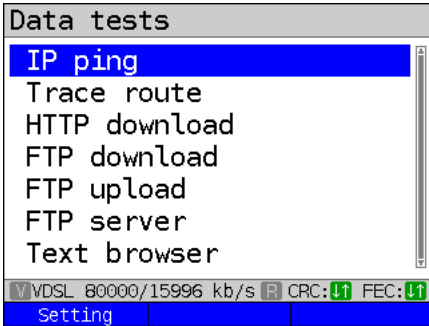 Data tests
IP ping
Trace route
HTTP download
FTP download
FTP upload
FTP server
Text browser
V VDSL 80000/15996 kb/s R CRC:↓↑ FEC:↓↑
Setting